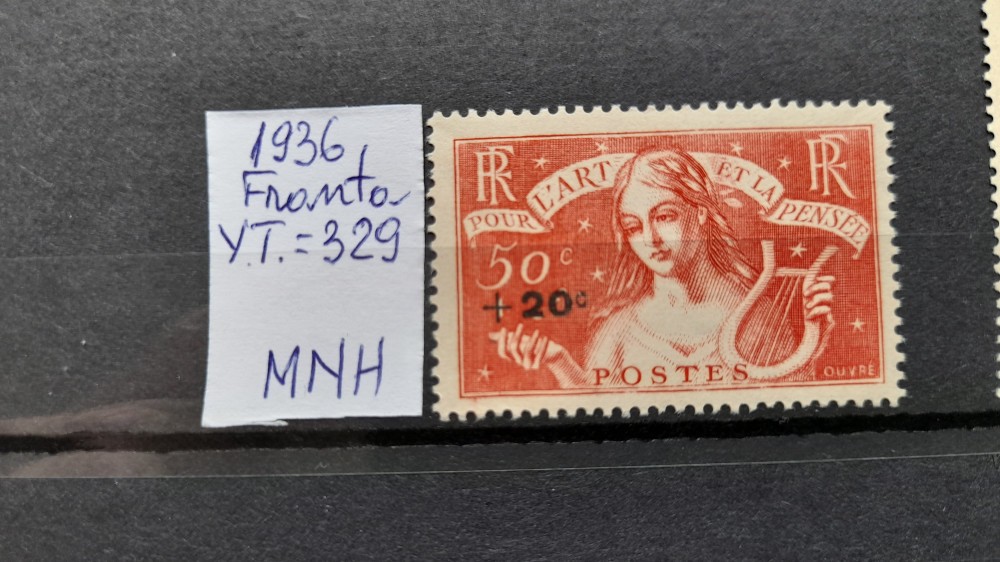 1936
Franta
Y.T.=329
MNH
RF
RF
POUR L'ART ET LA PENSÉE
50c
+20c
POSTES
OUVRÉ